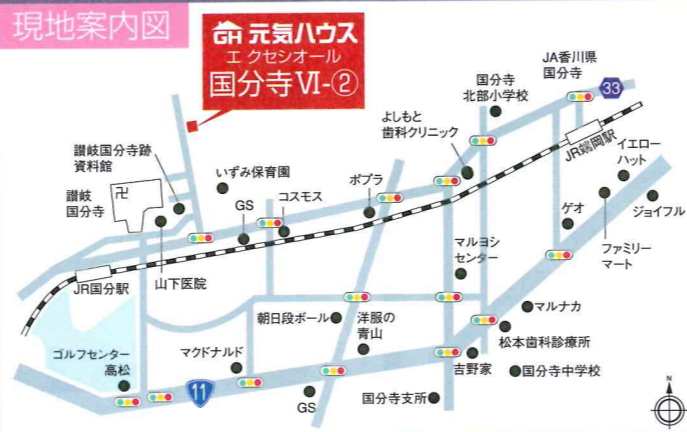 現地案内図
GH 元気ハウス
エクセシオール
国分寺Ⅵ-②
JA香川県
国分寺
33
国分寺
北部小学校
よしもと
歯科クリニック
JR端岡駅
イエロー
ハット
讃岐国分寺跡
資料館
いずみ保育園
ポプラ
コスモス
GS
讃岐
国分寺
卍
ゲオ
ジョイフル
ファミリー
マート
マルヨシ
センター
JR国分駅
山下医院
マルナカ
朝日段ボール
洋服の
青山
松本歯科診療所
ゴルフセンター
高松
マクドナルド
吉野家
国分寺中学校
11
GS
国分寺支所
N